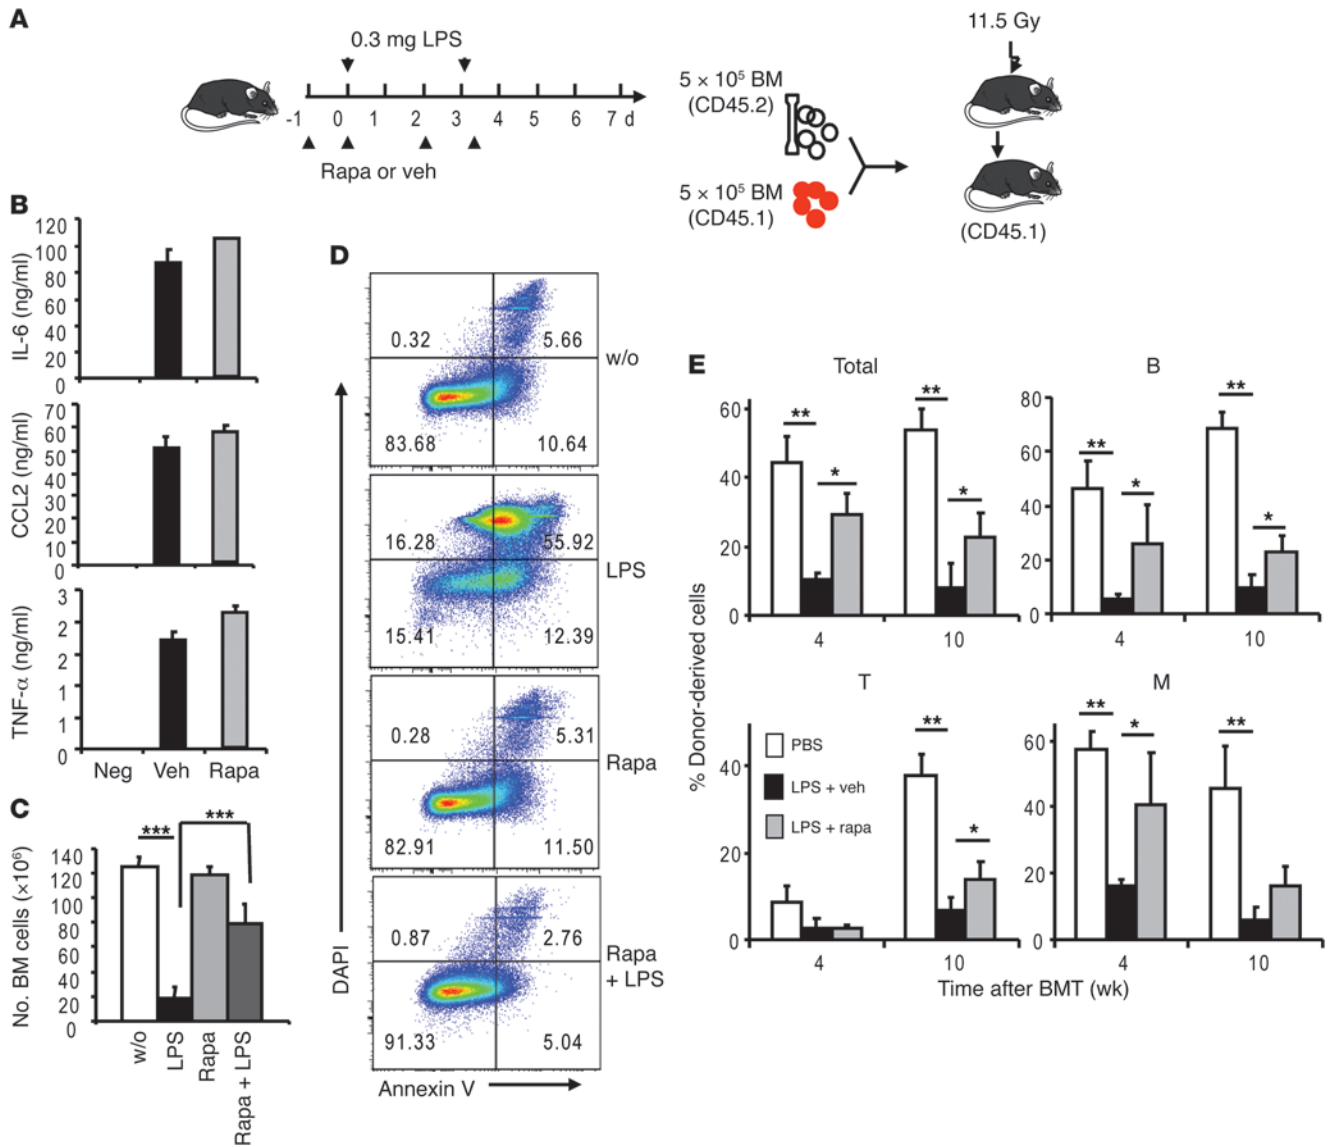 A
0.3 mg LPS
-1 0 1 2 3 4 5 6 7 d
Rapa or veh
5 × 10⁵ BM
(CD45.2)
5 × 10⁵ BM
(CD45.1)
11.5 Gy
(CD45.1)
B
IL-6 (ng/ml)
120
100
80
60
40
20
0
CCL2 (ng/ml)
70
60
50
40
30
20
10
0
TNF-α (ng/ml)
3
2
2
1
1
0
Neg Veh Rapa
C
No. BM cells (×10⁶)
140
120
100
80
60
40
20
0
*** ***
w/o
LPS
Rapa
Rapa + LPS
D
0.32 5.66
83.68 10.64
w/o
16.28 55.92
15.41 12.39
LPS
0.28 5.31
82.91 11.50
Rapa
0.87 2.76
91.33 5.04
Rapa
+ LPS
DAPI
Annexin V
E
% Donor-derived cells
Total
60
40
20
0
** * ** *
4 10
B
80
60
40
20
0
** * ** *
4 10
T
40
20
0
** *
4 10
PBS
LPS + veh
LPS + rapa
M
60
40
20
0
** * **
4 10
Time after BMT (wk)